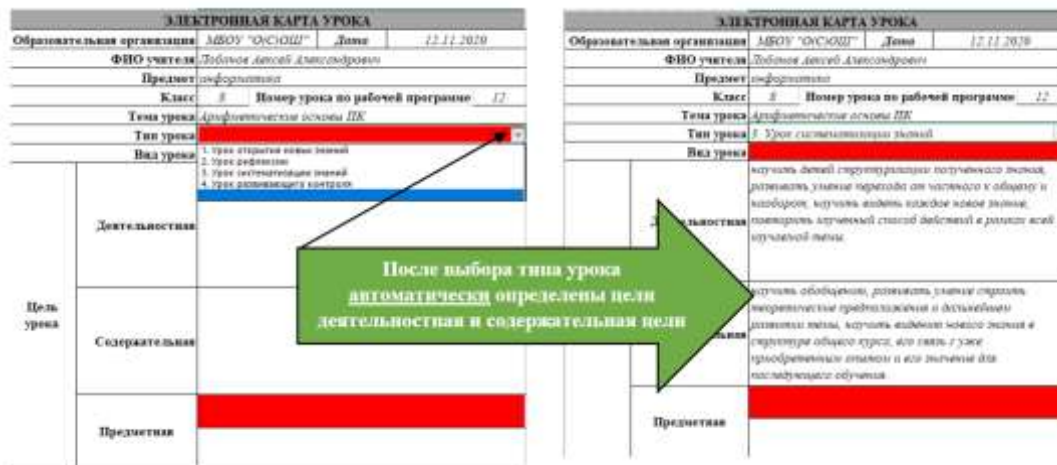 ЭЛЕКТРОННАЯ КАРТА УРОКА
Образовательная организация МБОУ "О(С)ОШ" Дата 12.11.2020
ФИО учителя Лобанов Алексей Александрович
Предмет информатика
Класс 8 Номер урока по рабочей программе 12
Тема урока Арифметические основы ПК
Тип урока
1. Урок открытия новых знаний
2. Урок рефлексии
3. Урок систематизации знаний
4. Урок развивающего контроля
Вид урока
Цель урока
Деятельностная
Содержательная
Предметная
После выбора типа урока
автоматически определены цели
деятельностная и содержательная цели
ЭЛЕКТРОННАЯ КАРТА УРОКА
Образовательная организация МБОУ "О(С)ОШ" Дата 12.11.2020
ФИО учителя Лобанов Алексей Александрович
Предмет информатика
Класс 8 Номер урока по рабочей программе 12
Тема урока Арифметические основы ПК
Тип урока 3. Урок систематизации знаний
Вид урока
научить детей структуризации полученного знания,
развивать умение перехода от частного к общему и
наоборот, научить видеть каждое новое знание,
повторить изученный способ действий в рамках всей
изучаемой темы.
научить обобщению, развивать умение строить
теоретические предположения о дальнейшем
развитии темы, научить видению нового знания в
структуре общего курса, его связь с уже
приобретенным опытом и его значение для
последующего обучения.
Предметная